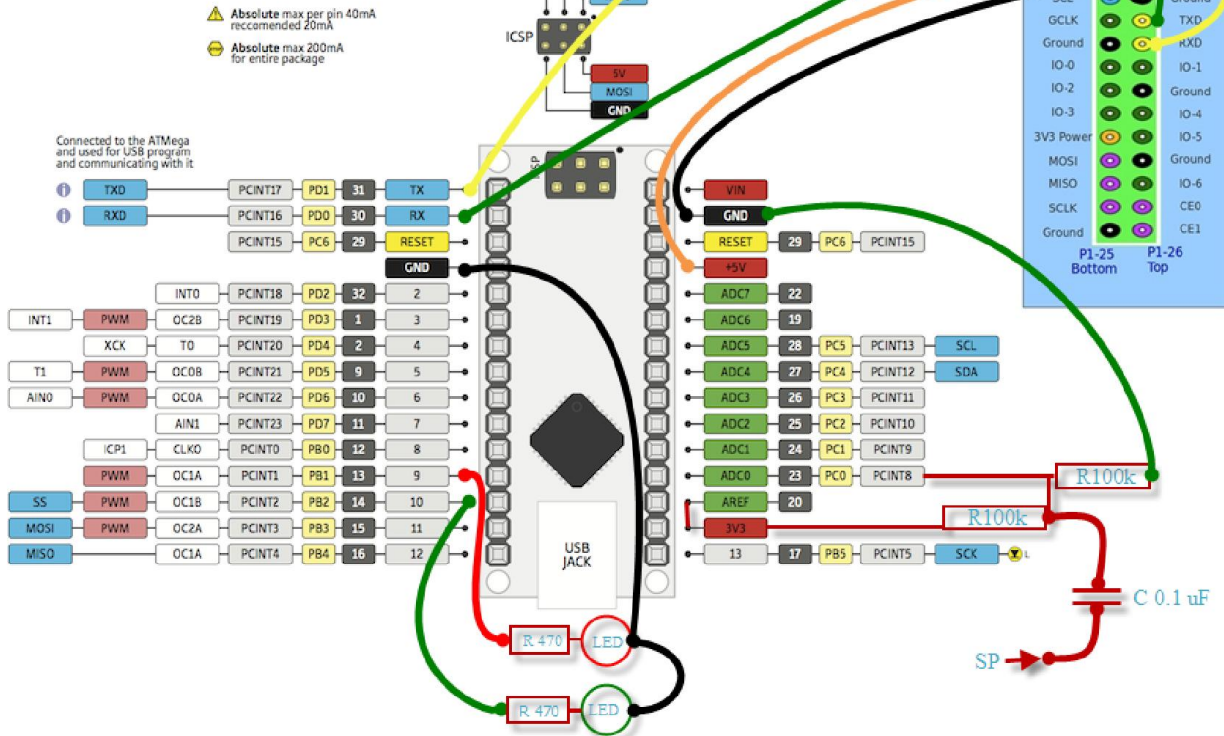 Absolute max per pin 40mA
reccomended 20mA
Absolute max 200mA
for entire package
ICSP
5V
MOSI
GND
GCLK
TXD
Ground
RXD
IO-0
IO-1
IO-2
Ground
IO-3
IO-4
3V3 Power
IO-5
MOSI
Ground
MISO
IO-6
SCLK
CE0
Ground
CE1
P1-25
Bottom
P1-26
Top
Connected to the ATMega
and used for USB program
and communicating with it
TXD PCINT17 PD1 31 TX
RXD PCINT16 PD0 30 RX
PCINT15 PC6 29 RESET
GND
INT0 PCINT18 PD2 32 2
INT1 PWM OC2B PCINT19 PD3 1 3
XCK T0 PCINT20 PD4 2 4
T1 PWM OC0B PCINT21 PD5 9 5
AIN0 PWM OC0A PCINT22 PD6 10 6
AIN1 PCINT23 PD7 11 7
ICP1 CLKO PCINT0 PB0 12 8
PWM OC1A PCINT1 PB1 13 9
SS PWM OC1B PCINT2 PB2 14 10
MOSI PWM OC2A PCINT3 PB3 15 11
MISO OC1A PCINT4 PB4 16 12
VIN
GND
RESET 29 PC6 PCINT15
+5V
ADC7 22
ADC6 19
ADC5 28 PC5 PCINT13 SCL
ADC4 27 PC4 PCINT12 SDA
ADC3 26 PC3 PCINT11
ADC2 25 PC2 PCINT10
ADC1 24 PC1 PCINT9
ADC0 23 PC0 PCINT8
R100k
AREF 20
R100k
3V3
13 17 PB5 PCINT5 SCK L
USB
JACK
C 0.1 uF
R 470 LED
SP
R 470 LED